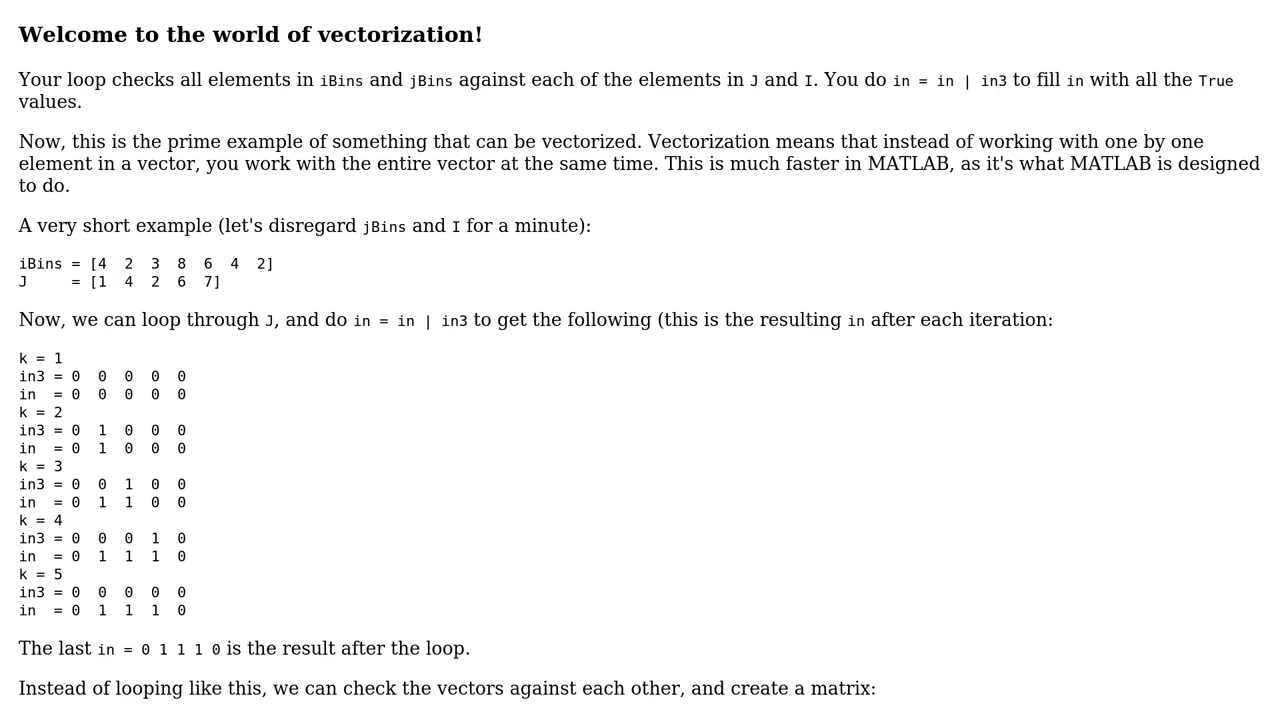 Welcome to the world of vectorization!
Your loop checks all elements in iBins and jBins against each of the elements in J and I. You do in = in | in3 to fill in with all the True
values.
Now, this is the prime example of something that can be vectorized. Vectorization means that instead of working with one by one
element in a vector, you work with the entire vector at the same time. This is much faster in MATLAB, as it's what MATLAB is designed
to do.
A very short example (let's disregard jBins and I for a minute):
iBins = [4  2  3  8  6  4  2]
J     = [1  4  2  6  7]
Now, we can loop through J, and do in = in | in3 to get the following (this is the resulting in after each iteration:
k = 1
in3 = 0  0  0  0  0
in  = 0  0  0  0  0
k = 2
in3 = 0  1  0  0  0
in  = 0  1  0  0  0
k = 3
in3 = 0  0  1  0  0
in  = 0  1  1  0  0
k = 4
in3 = 0  0  0  1  0
in  = 0  1  1  1  0
k = 5
in3 = 0  0  0  0  0
in  = 0  1  1  1  0
The last in = 0 1 1 1 0 is the result after the loop.
Instead of looping like this, we can check the vectors against each other, and create a matrix: